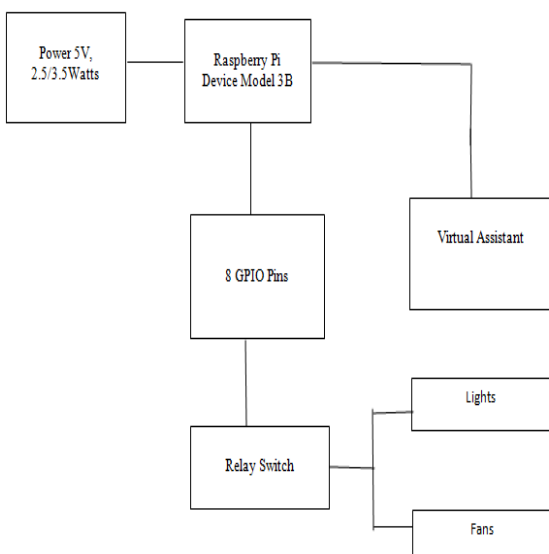 Power 5V,
2.5/3.5Watts
Raspberry Pi
Device Model 3B
Virtual Assistant
8 GPIO Pins
Lights
Relay Switch
Fans